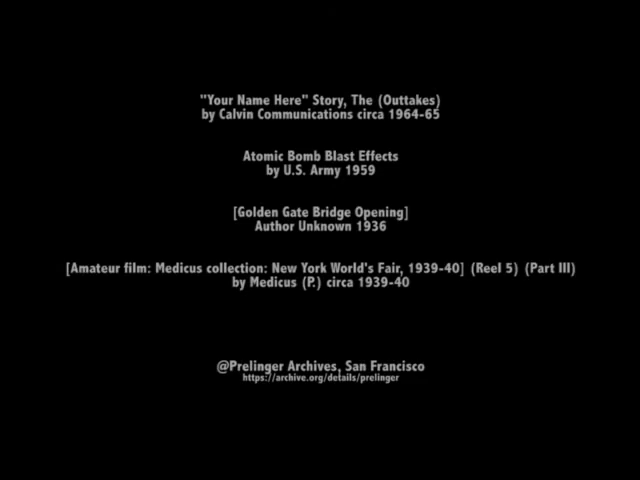 "Your Name Here" Story, The (Outtakes)
by Calvin Communications circa 1964-65
Atomic Bomb Blast Effects
by U.S. Army 1959
[Golden Gate Bridge Opening]
Author Unknown 1936
[Amateur film: Medicus collection: New York World's Fair, 1939-40] (Reel 5) (Part III)
by Medicus (P.) circa 1939-40
@Prelinger Archives, San Francisco
https://archive.org/details/prelinger